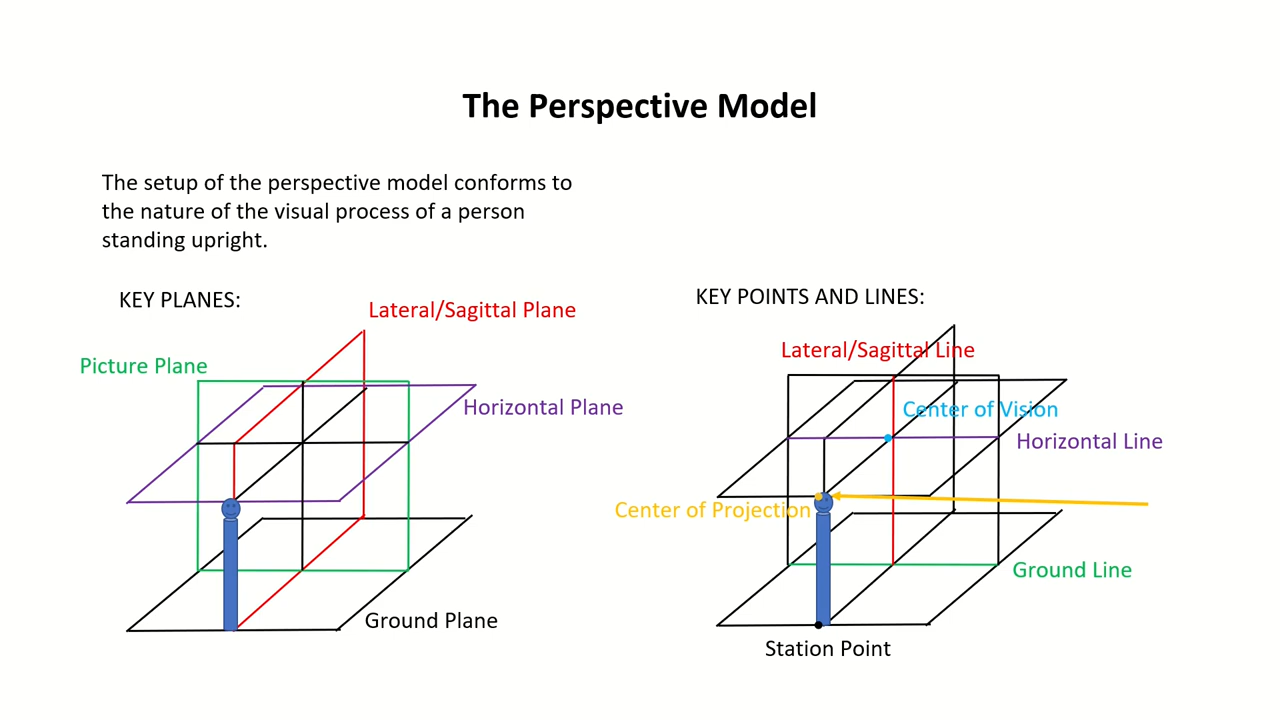 The Perspective Model
The setup of the perspective model conforms to
the nature of the visual process of a person
standing upright.
KEY PLANES:
Lateral/Sagittal Plane
Picture Plane
Horizontal Plane
Ground Plane
KEY POINTS AND LINES:
Lateral/Sagittal Line
Center of Vision
Horizontal Line
Center of Projection
Ground Line
Station Point